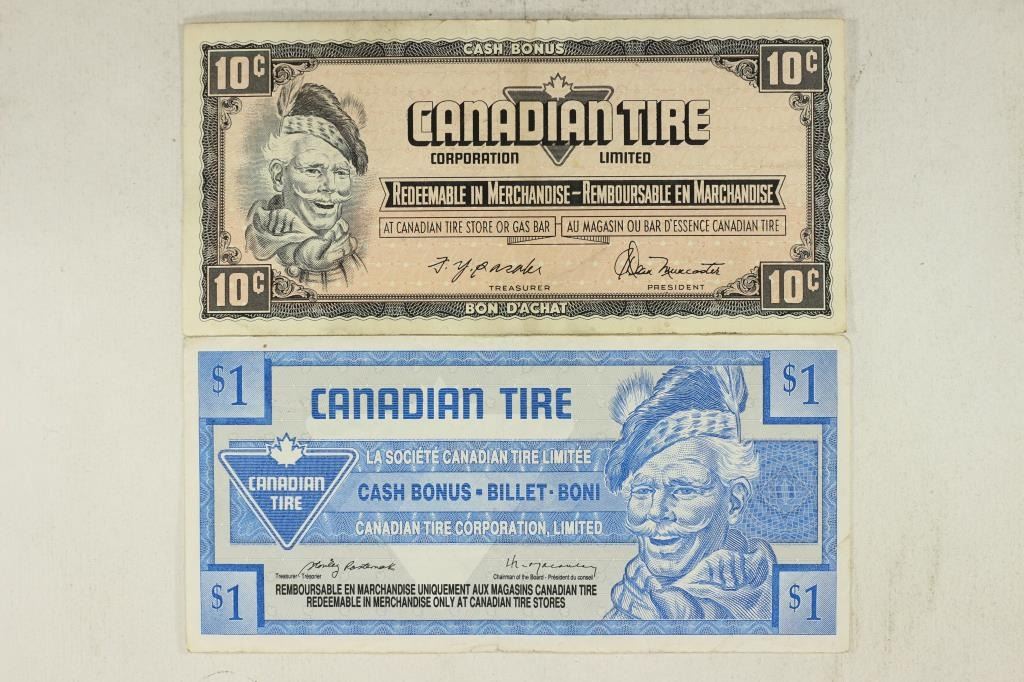 CASH BONUS
10¢ 10¢
CANADIAN TIRE
CORPORATION LIMITED
REDEEMABLE IN MERCHANDISE – REMBOURSABLE EN MARCHANDISE
AT CANADIAN TIRE STORE OR GAS BAR AU MAGASIN OU BAR D'ESSENCE CANADIAN TIRE
Dean Muncaster
TREASURER PRESIDENT
10¢ 10¢
BON D'ACHAT
$1 $1
CANADIAN TIRE
LA SOCIÉTÉ CANADIAN TIRE LIMITÉE
CANADIAN
TIRE
CASH BONUS - BILLET - BONI
CANADIAN TIRE CORPORATION, LIMITED
Treasurer - Trésorier Chairman of the Board - Président du conseil
REMBOURSABLE EN MARCHANDISE UNIQUEMENT AUX MAGASINS CANADIAN TIRE
REDEEMABLE IN MERCHANDISE ONLY AT CANADIAN TIRE STORES
$1 $1